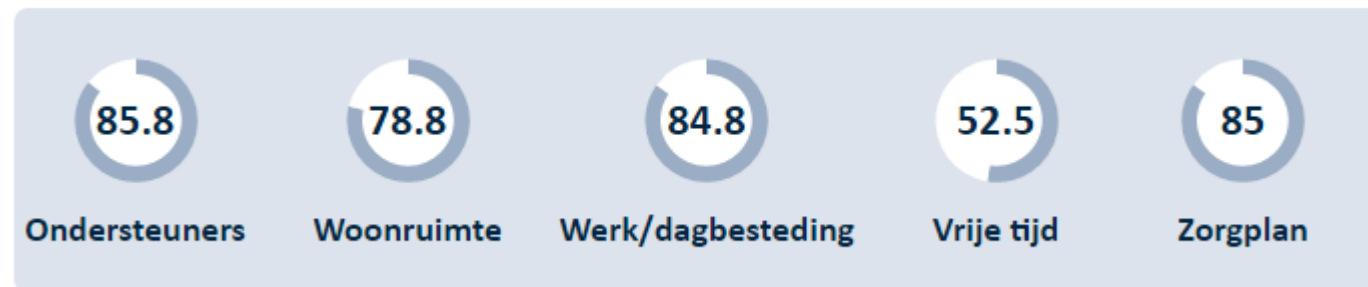 85.8 78.8 84.8 52.5 85
Ondersteuners Woonruimte Werk/dagbesteding Vrije tijd Zorgplan